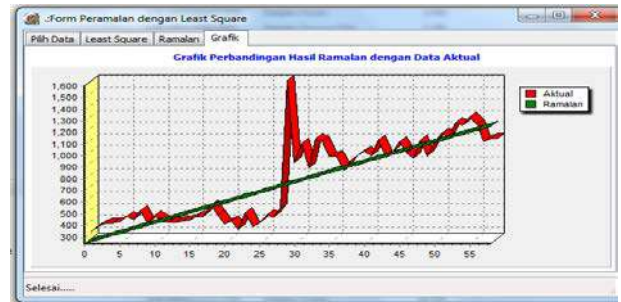 .:Form Peramalan dengan Least Square
Pilih Data Least Square Ramalan Grafik
Grafik Perbandingan Hasil Ramalan dengan Data Aktual
1,600
1,500
1,400
1,300
1,200
1,100
1,000
900
800
700
600
500
400
300
0 5 10 15 20 25 30 35 40 45 50 55
Aktual
Ramalan
Selesai.....